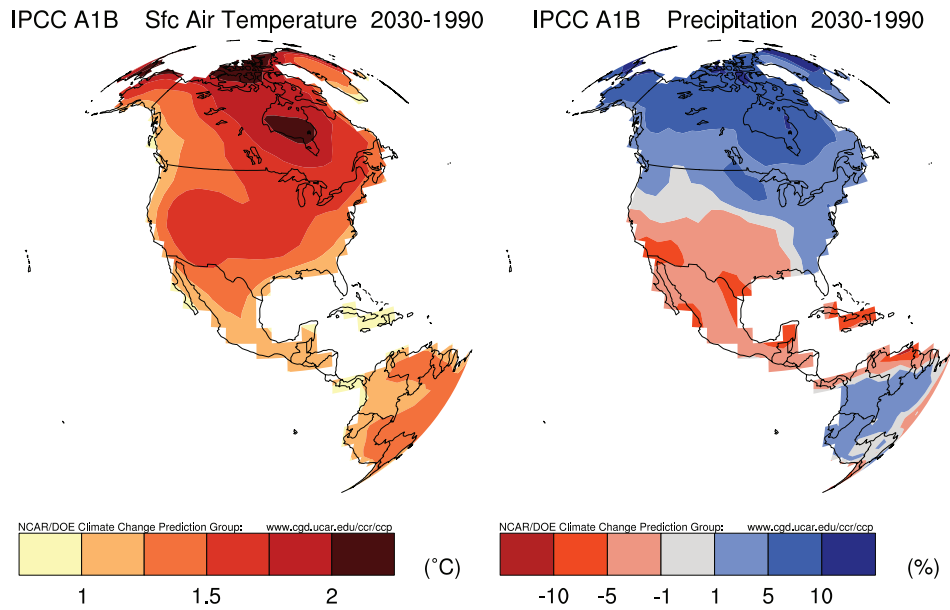 IPCC A1B Sfc Air Temperature 2030-1990
IPCC A1B Precipitation 2030-1990
NCAR/DOE Climate Change Prediction Group: www.cgd.ucar.edu/ccr/ccp
1 1.5 2 (°C)
NCAR/DOE Climate Change Prediction Group: www.cgd.ucar.edu/ccr/ccp
-10 -5 -1 1 5 10 (%)